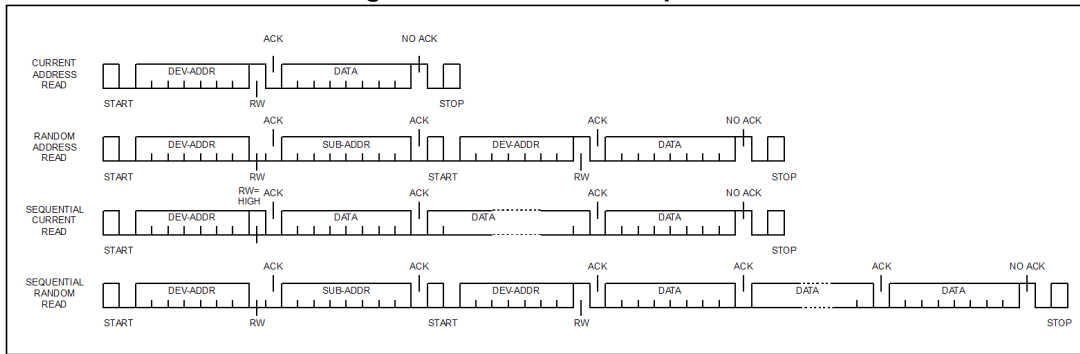 ACK NO ACK
CURRENT
ADDRESS
READ
DEV-ADDR DATA
START RW STOP
ACK ACK ACK NO ACK
RANDOM
ADDRESS
READ
DEV-ADDR SUB-ADDR DEV-ADDR DATA
START RW START RW STOP
RW=
HIGH
ACK ACK ACK NO ACK
SEQUENTIAL
CURRENT
READ
DEV-ADDR DATA DATA DATA
START STOP
ACK ACK ACK ACK ACK NO ACK
SEQUENTIAL
RANDOM
READ
DEV-ADDR SUB-ADDR DEV-ADDR DATA DATA DATA
START RW START RW STOP